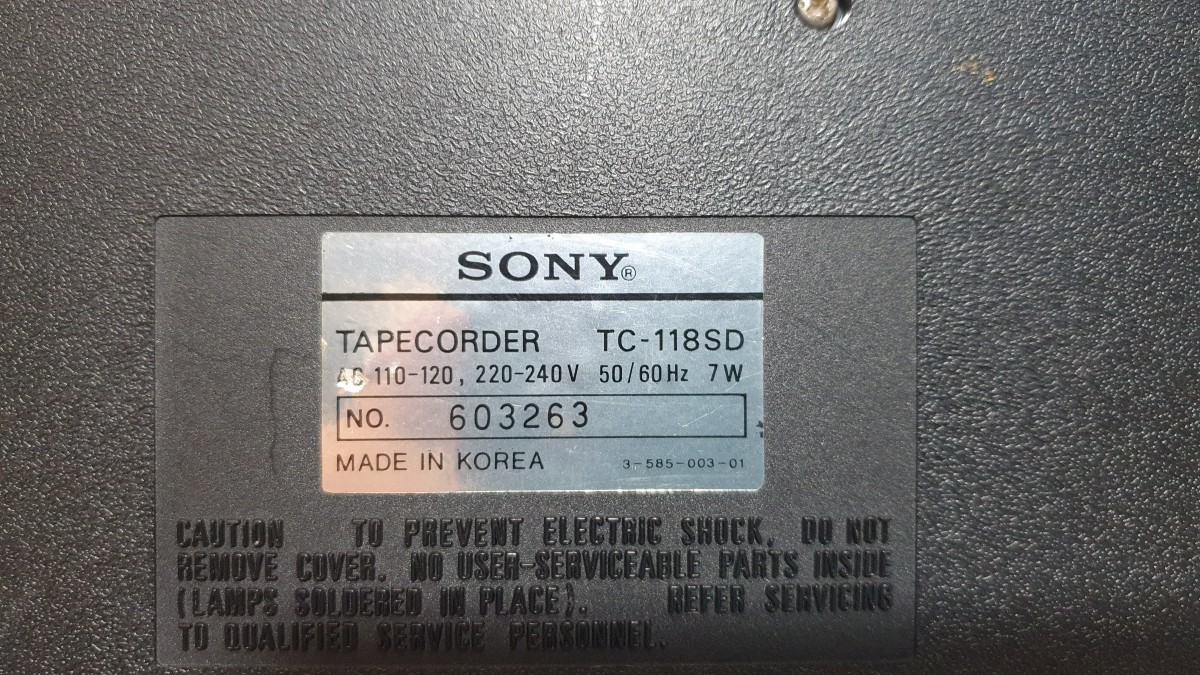 SONY®
TAPECORDER TC-118SD
AC 110-120, 220-240V 50/60Hz 7W
NO. 603263
MADE IN KOREA 3-585-003-01
CAUTION TO PREVENT ELECTRIC SHOCK, DO NOT
REMOVE COVER. NO USER-SERVICEABLE PARTS INSIDE
(LAMPS SOLDERED IN PLACE). REFER SERVICING
TO QUALIFIED SERVICE PERSONNEL.